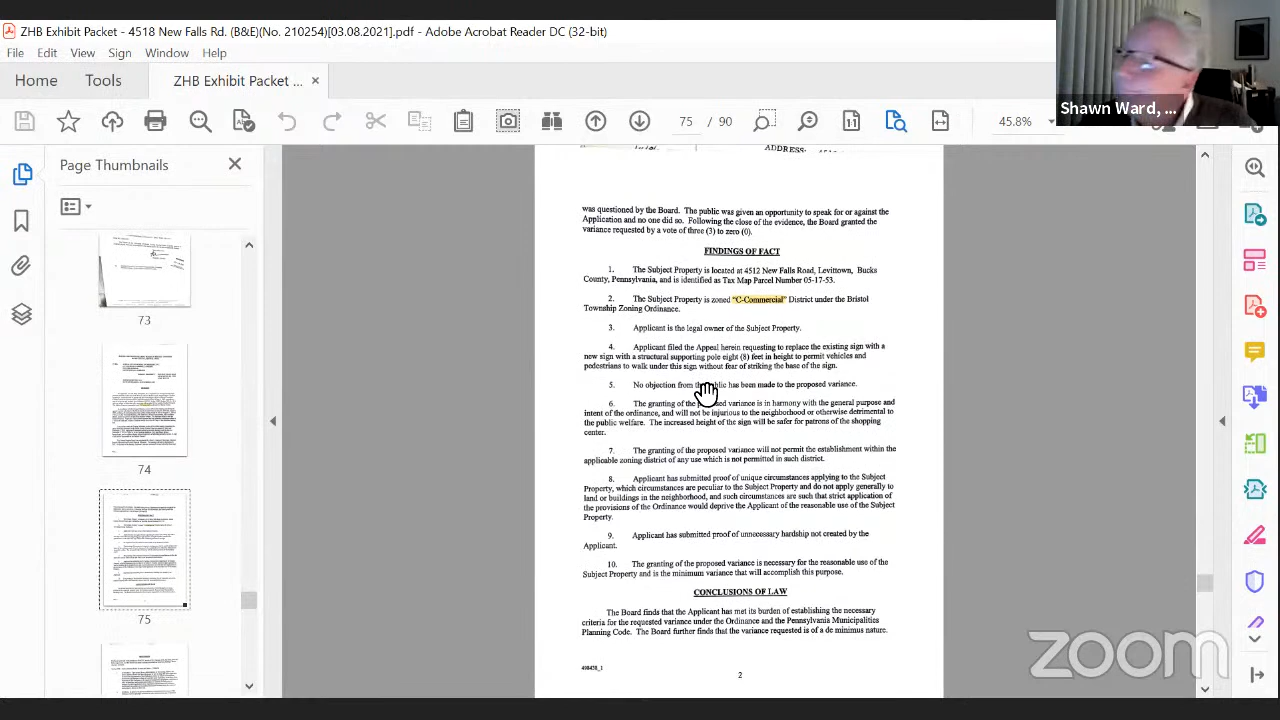 ZHB Exhibit Packet - 4518 New Falls Rd. (B&E)(No. 210254)[03.08.2021].pdf - Adobe Acrobat Reader DC (32-bit)
File Edit View Sign Window Help
Home Tools ZHB Exhibit Packet ... ×
75 / 90 45.8%
Shawn Ward, ...
Page Thumbnails
73
74
75
ADDRESS:
was questioned by the Board. The public was given an opportunity to speak for or against the
Application and no one did so. Following the close of the evidence, the Board granted the
variance requested by a vote of three (3) to zero (0).
FINDINGS OF FACT
1. The Subject Property is located at 4512 New Falls Road, Levittown, Bucks
County, Pennsylvania, and is identified as Tax Map Parcel Number 05-17-53.
2. The Subject Property is zoned "C-Commercial" District under the Bristol
Township Zoning Ordinance.
3. Applicant is the legal owner of the Subject Property.
4. Applicant filed the Appeal herein requesting to replace the existing sign with a
new sign with a structural supporting pole eight (8) feet in height to permit vehicles and
pedestrians to walk under this sign without fear of striking the base of the sign.
5. No objection from the public has been made to the proposed variance.
6. The granting of the proposed variance is in harmony with the general purpose and
intent of the ordinance, and will not be injurious to the neighborhood or otherwise detrimental to
the public welfare. The increased height of the sign will be safer for patrons of the shopping
center.
7. The granting of the proposed variance will not permit the establishment within the
applicable zoning district of any use which is not permitted in such district.
8. Applicant has submitted proof of unique circumstances applying to the Subject
Property, which circumstances are peculiar to the Subject Property and do not apply generally to
land or buildings in the neighborhood, and such circumstances are such that strict application of
the provisions of the Ordinance would deprive the Applicant of the reasonable use of the Subject
Property.
9. Applicant has submitted proof of unnecessary hardship not created by the
Applicant.
10. The granting of the proposed variance is necessary for the reasonable use of the
Subject Property and is the minimum variance that will accomplish this purpose.
CONCLUSIONS OF LAW
The Board finds that the Applicant has met its burden of establishing the necessary
criteria for the requested variance under the Ordinance and the Pennsylvania Municipalities
Planning Code. The Board further finds that the variance requested is of a de minimus nature.
498438_1
2
zoom